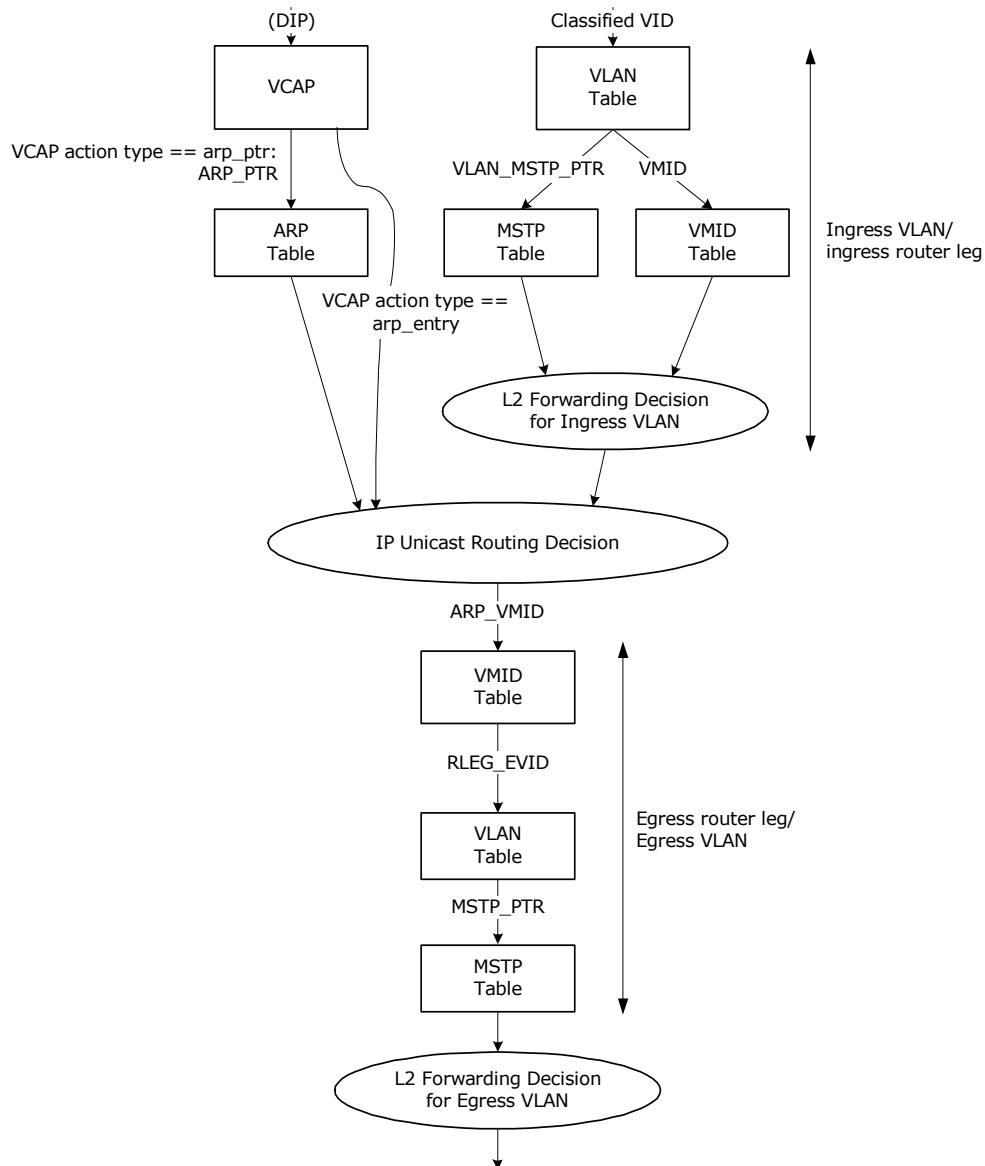 (DIP)
Classified VID
VCAP
VLAN
Table
VCAP action type == arp_ptr:
ARP_PTR
VLAN_MSTP_PTR
VMID
ARP
Table
MSTP
Table
VMID
Table
Ingress VLAN/
ingress router leg
VCAP action type ==
arp_entry
L2 Forwarding Decision
for Ingress VLAN
IP Unicast Routing Decision
ARP_VMID
VMID
Table
RLEG_EVID
VLAN
Table
Egress router leg/
Egress VLAN
MSTP_PTR
MSTP
Table
L2 Forwarding Decision
for Egress VLAN